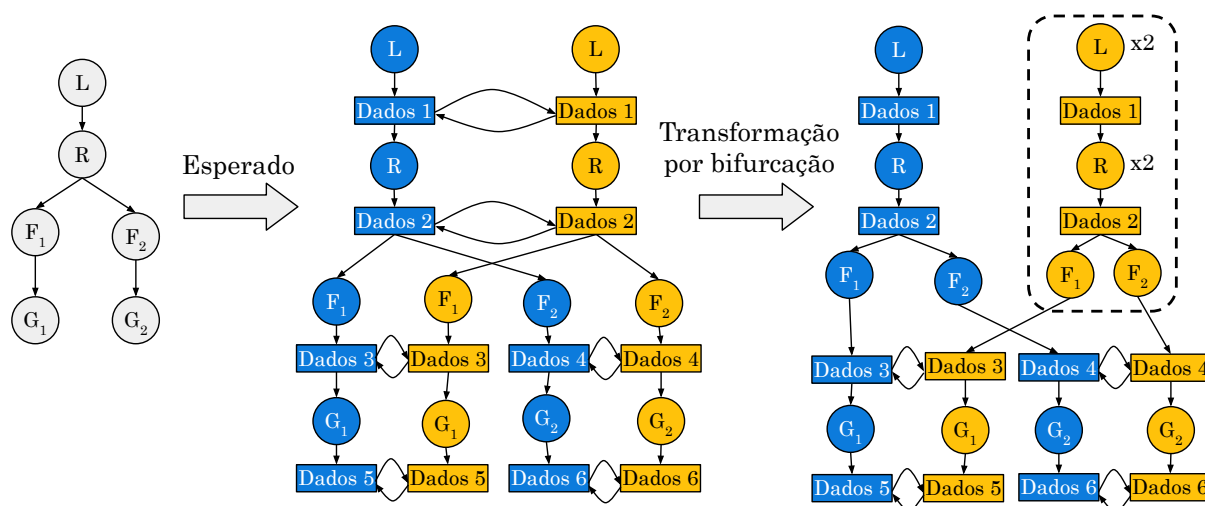 L
R
F₁
F₂
G₁
G₂
Esperado
L
L
Dados 1
Dados 1
R
R
Dados 2
Dados 2
F₁
F₁
F₂
F₂
Dados 3
Dados 3
Dados 4
Dados 4
G₁
G₁
G₂
G₂
Dados 5
Dados 5
Dados 6
Dados 6
Transformação
por bifurcação
L
L x2
Dados 1
Dados 1
R
R x2
Dados 2
Dados 2
F₁
F₂
F₁
F₂
Dados 3
Dados 3
Dados 4
Dados 4
G₁
G₁
G₂
G₂
Dados 5
Dados 5
Dados 6
Dados 6